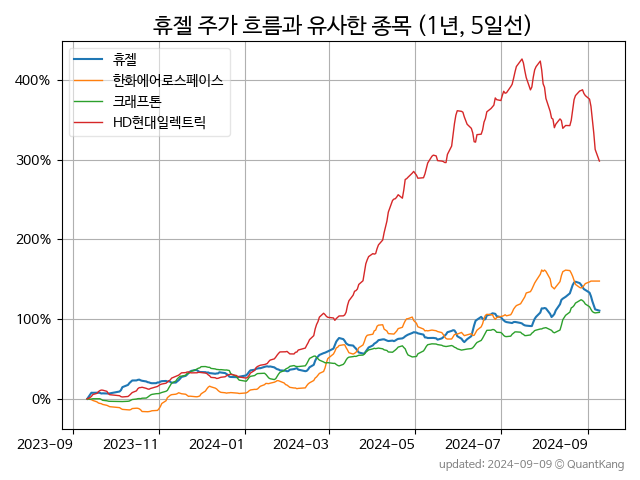 휴젤 주가 흐름과 유사한 종목 (1년, 5일선)
휴젤
한화에어로스페이스
크래프톤
HD현대일렉트릭
400%
300%
200%
100%
0%
2023-09 2023-11 2024-01 2024-03 2024-05 2024-07 2024-09
updated: 2024-09-09 © QuantKang